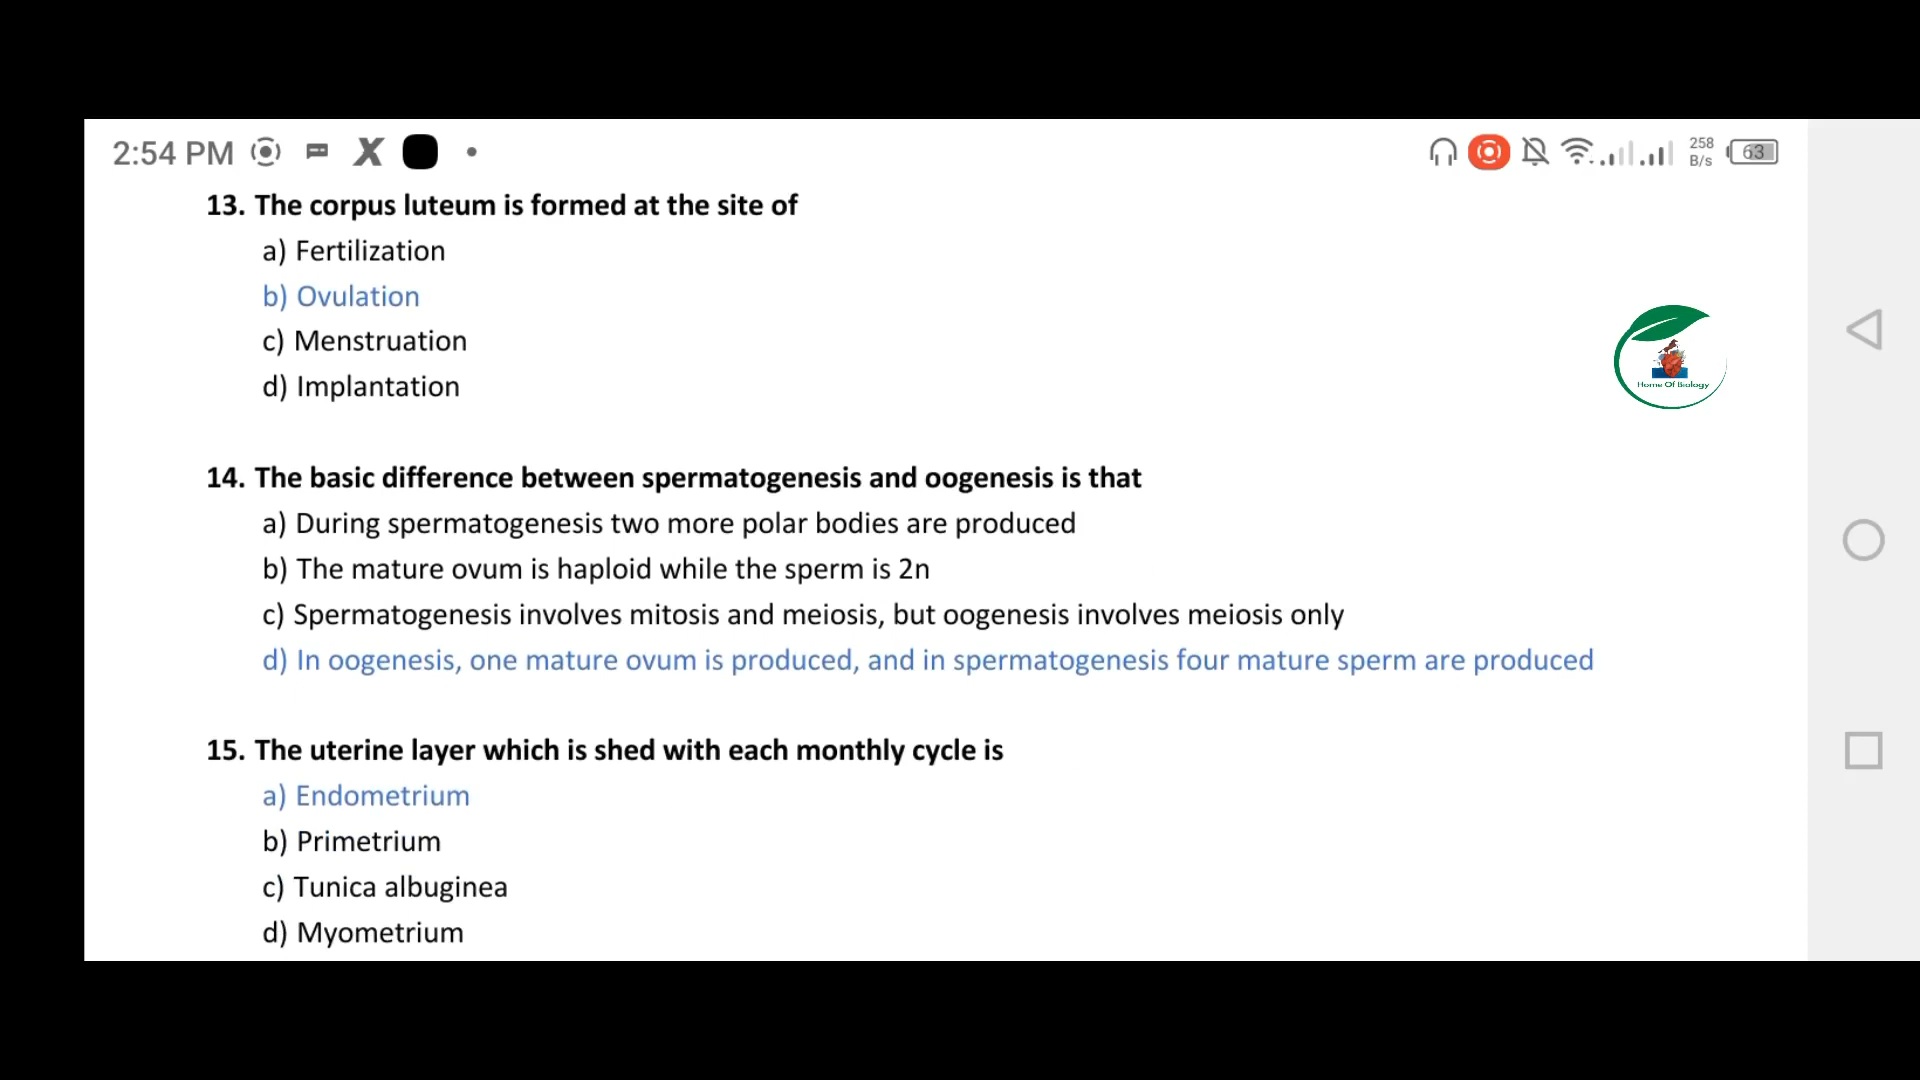 2:54 PM
258
B/s
63
13. The corpus luteum is formed at the site of
a) Fertilization
b) Ovulation
c) Menstruation
d) Implantation
Home Of Biology
14. The basic difference between spermatogenesis and oogenesis is that
a) During spermatogenesis two more polar bodies are produced
b) The mature ovum is haploid while the sperm is 2n
c) Spermatogenesis involves mitosis and meiosis, but oogenesis involves meiosis only
d) In oogenesis, one mature ovum is produced, and in spermatogenesis four mature sperm are produced
15. The uterine layer which is shed with each monthly cycle is
a) Endometrium
b) Primetrium
c) Tunica albuginea
d) Myometrium